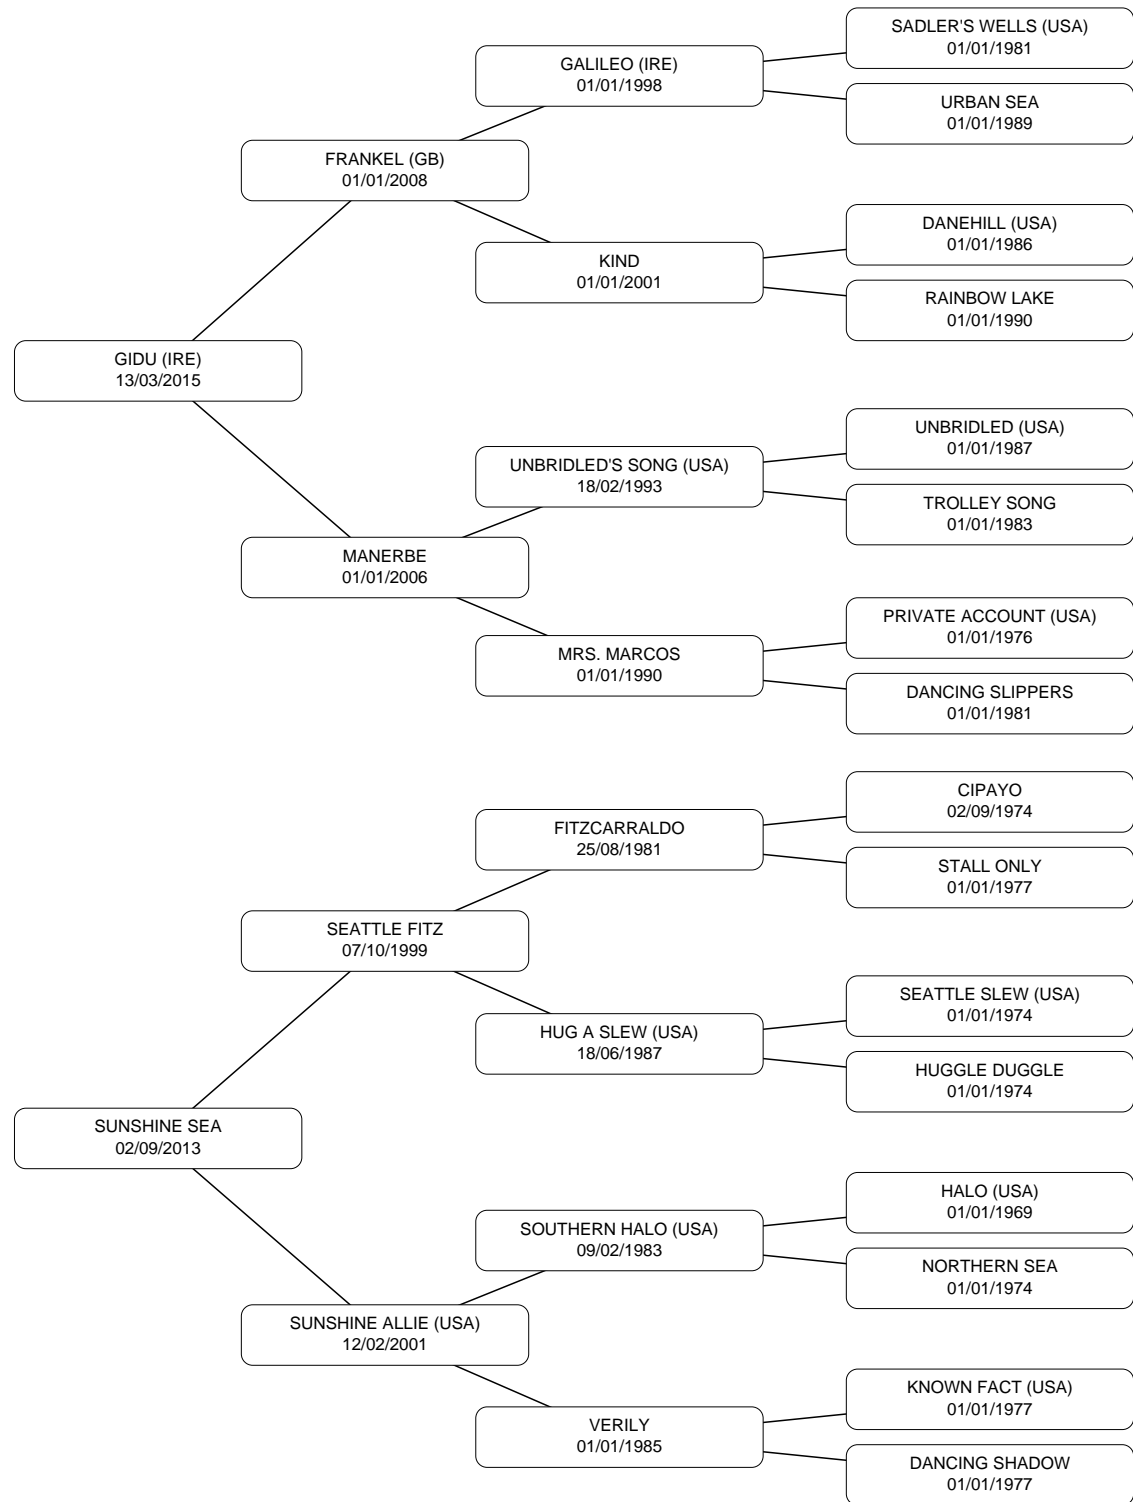 SADLER'S WELLS (USA)
01/01/1981
GALILEO (IRE)
01/01/1998
URBAN SEA
01/01/1989
FRANKEL (GB)
01/01/2008
DANEHILL (USA)
01/01/1986
KIND
01/01/2001
RAINBOW LAKE
01/01/1990
GIDU (IRE)
13/03/2015
UNBRIDLED (USA)
01/01/1987
UNBRIDLED'S SONG (USA)
18/02/1993
TROLLEY SONG
01/01/1983
MANERBE
01/01/2006
PRIVATE ACCOUNT (USA)
01/01/1976
MRS. MARCOS
01/01/1990
DANCING SLIPPERS
01/01/1981
CIPAYO
02/09/1974
FITZCARRALDO
25/08/1981
STALL ONLY
01/01/1977
SEATTLE FITZ
07/10/1999
SEATTLE SLEW (USA)
01/01/1974
HUG A SLEW (USA)
18/06/1987
HUGGLE DUGGLE
01/01/1974
SUNSHINE SEA
02/09/2013
HALO (USA)
01/01/1969
SOUTHERN HALO (USA)
09/02/1983
NORTHERN SEA
01/01/1974
SUNSHINE ALLIE (USA)
12/02/2001
KNOWN FACT (USA)
01/01/1977
VERILY
01/01/1985
DANCING SHADOW
01/01/1977